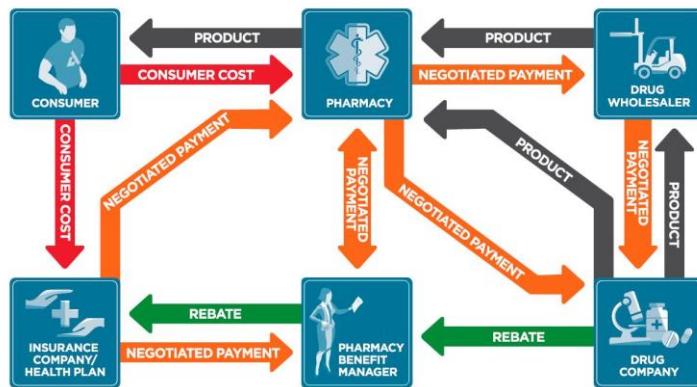 PRODUCT
PRODUCT
CONSUMER COST
NEGOTIATED PAYMENT
CONSUMER
PHARMACY
DRUG
WHOLESALER
CONSUMER COST
NEGOTIATED PAYMENT
NEGOTIATED
PAYMENT
NEGOTIATED PAYMENT
PRODUCT
NEGOTIATED
PAYMENT
PRODUCT
REBATE
REBATE
INSURANCE
COMPANY/
HEALTH PLAN
NEGOTIATED PAYMENT
PHARMACY
BENEFIT
MANAGER
DRUG
COMPANY